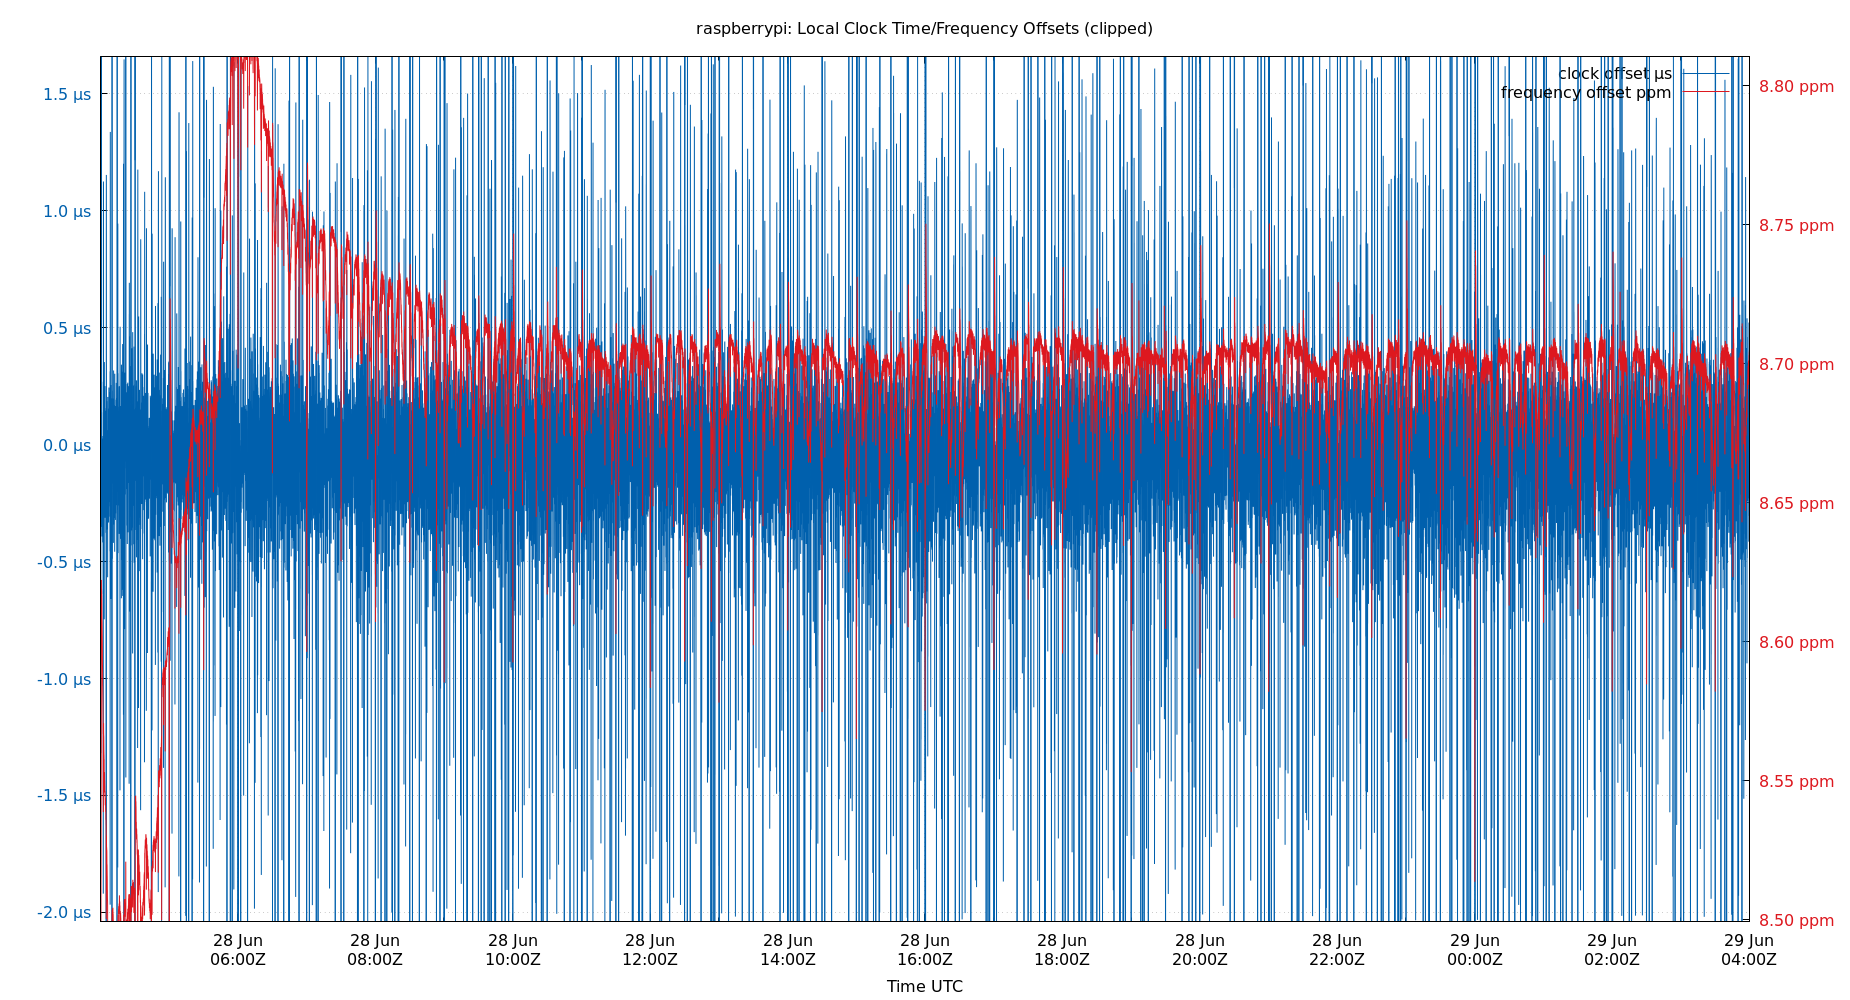 raspberrypi: Local Clock Time/Frequency Offsets (clipped)
clock offset µs
frequency offset ppm
1.5 µs
1.0 µs
0.5 µs
0.0 µs
-0.5 µs
-1.0 µs
-1.5 µs
-2.0 µs
8.80 ppm
8.75 ppm
8.70 ppm
8.65 ppm
8.60 ppm
8.55 ppm
8.50 ppm
28 Jun
06:00Z
28 Jun
08:00Z
28 Jun
10:00Z
28 Jun
12:00Z
28 Jun
14:00Z
28 Jun
16:00Z
28 Jun
18:00Z
28 Jun
20:00Z
28 Jun
22:00Z
29 Jun
00:00Z
29 Jun
02:00Z
29 Jun
04:00Z
Time UTC